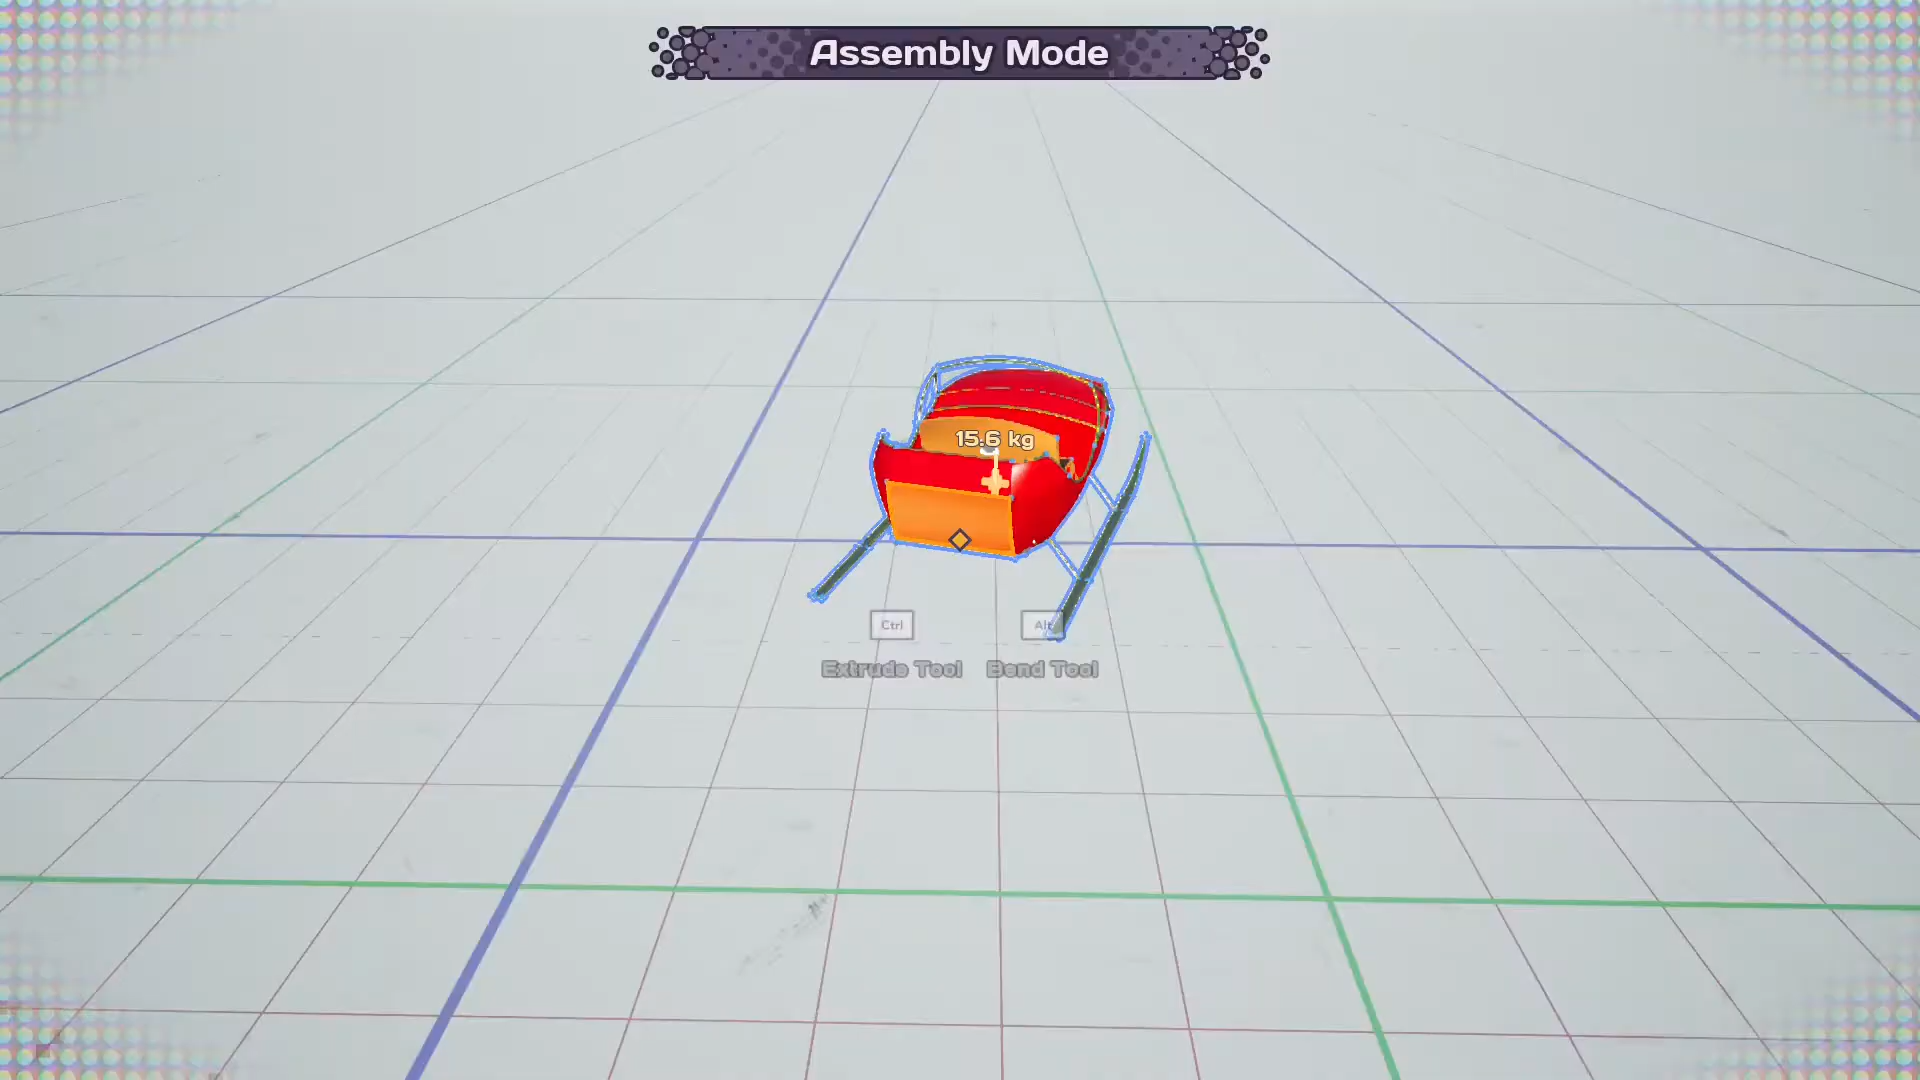 Assembly Mode
15.6 kg
Ctrl
Alt
Extrude Tool
Bend Tool